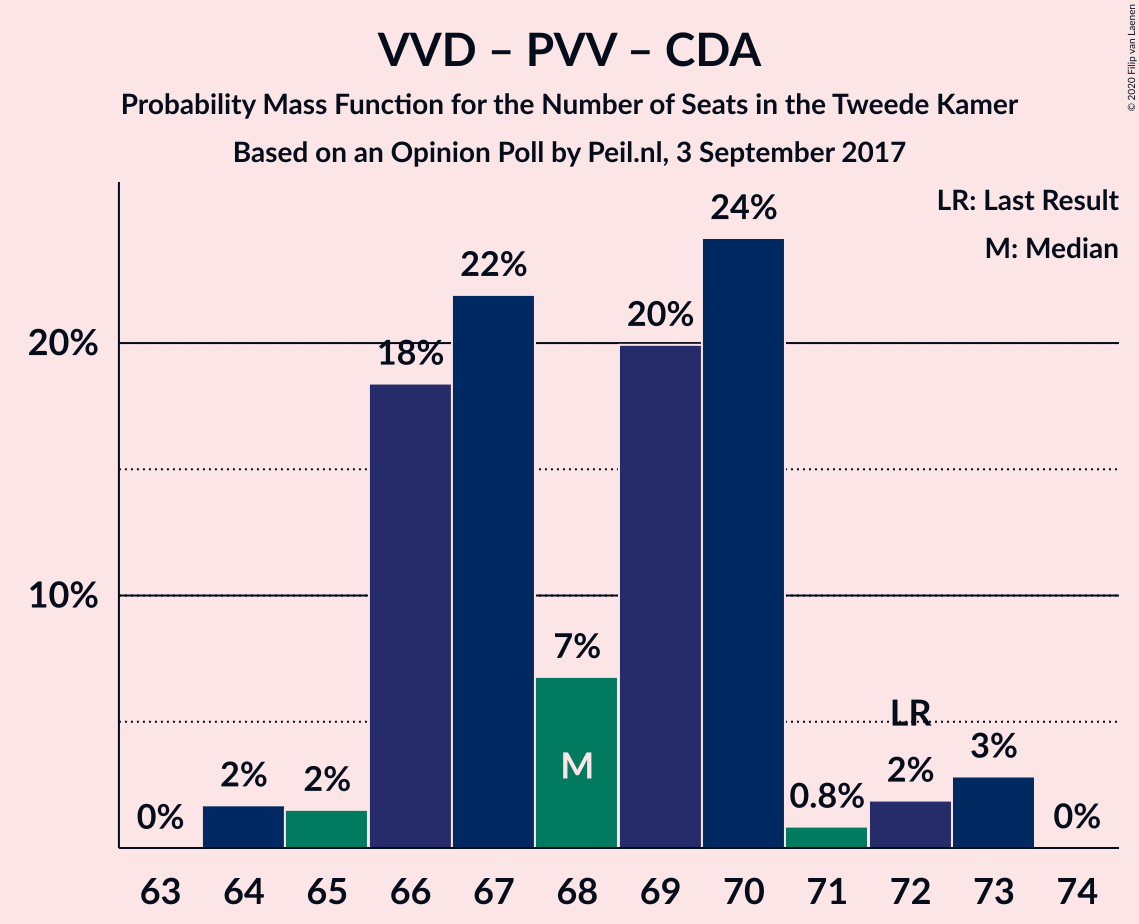 VVD – PVV – CDA
Probability Mass Function for the Number of Seats in the Tweede Kamer
Based on an Opinion Poll by Peil.nl, 3 September 2017
© 2020 Filip van Laenen
LR: Last Result
M: Median
20%
10%
0%
2%
2%
18%
22%
7%
M
20%
24%
0.8%
LR
2%
3%
0%
63 64 65 66 67 68 69 70 71 72 73 74